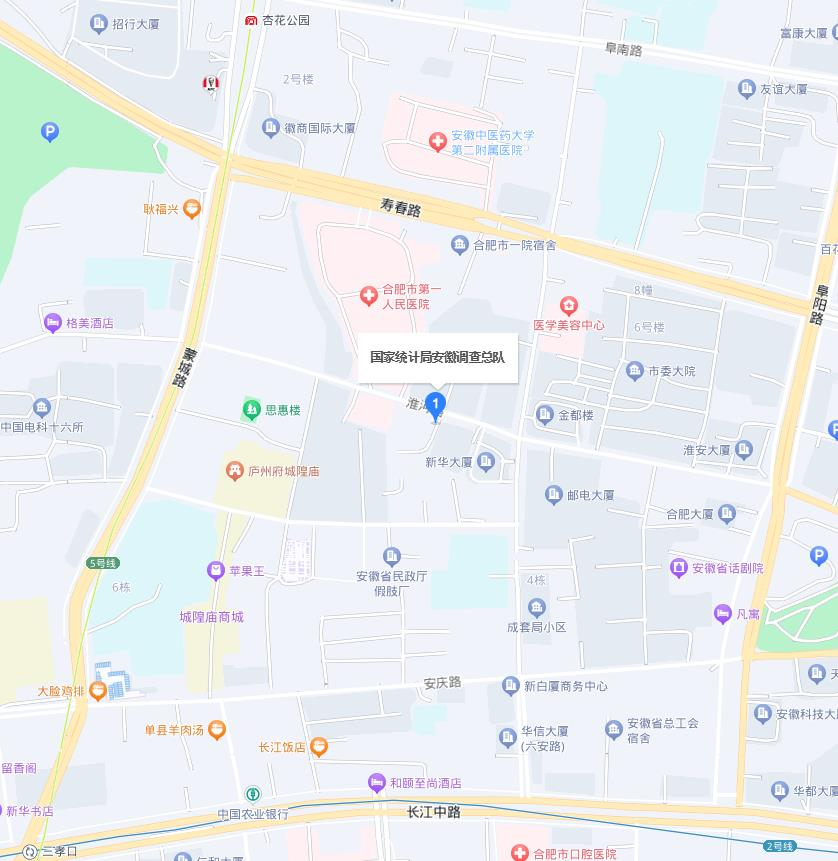 杏花公园
招行大厦
富康大厦
阜南路
2号楼
友谊大厦
徽商国际大厦
安徽中医药大学
第二附属医院
耿福兴
寿春路
合肥市一院宿舍
百花
合肥市第一
人民医院
8幢
阜阳路
格美酒店
医学美容中心
6号楼
国家统计局安徽调查总队
蒙城路
市委大院
1
思惠楼
金都楼
中国电科十六所
淮安大厦
新华大厦
庐州府城隍庙
邮电大厦
合肥大厦
5号线
苹果王
安徽省民政厅
假肢厂
安徽省话剧院
6栋
4栋
城隍庙商城
成套局小区
凡寓
安庆路
大脸鸡排
新白厦商务中心
单县羊肉汤
华信大厦
(六安路)
安徽省总工会
宿舍
安徽科技大
长江饭店
留香阁
和颐至尚酒店
华都大厦
新华书店
中国农业银行
长江中路
三孝口
2号线
合肥市口腔医院